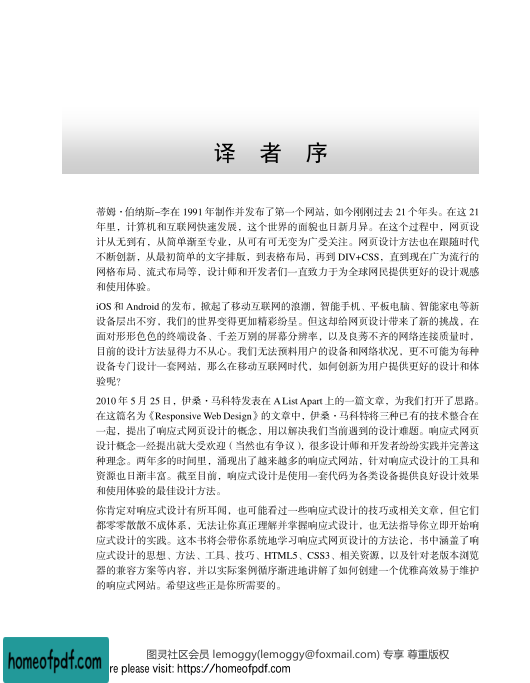 译 者 序
蒂姆·伯纳斯–李在 1991 年制作并发布了第一个网站，如今刚刚过去 21 个年头。在这 21
年里，计算机和互联网快速发展，这个世界的面貌也日新月异。在这个过程中，网页设
计从无到有，从简单渐至专业，从可有可无变为广受关注。网页设计方法也在跟随时代
不断创新，从最初简单的文字排版，到表格布局，再到 DIV+CSS，直到现在广为流行的
网格布局、流式布局等，设计师和开发者们一直致力于为全球网民提供更好的设计观感
和使用体验。
iOS 和 Android 的发布，掀起了移动互联网的浪潮，智能手机、平板电脑、智能家电等新
设备层出不穷，我们的世界变得更加精彩纷呈。但这却给网页设计带来了新的挑战，在
面对形形色色的终端设备、千差万别的屏幕分辨率，以及良莠不齐的网络连接质量时，
目前的设计方法显得力不从心。我们无法预料用户的设备和网络状况，更不可能为每种
设备专门设计一套网站，那么在移动互联网时代，如何创新为用户提供更好的设计和体
验呢？
2010 年 5 月 25 日，伊桑·马科特发表在 A List Apart 上的一篇文章，为我们打开了思路。
在这篇名为《Responsive Web Design》的文章中，伊桑·马科特将三种已有的技术整合在
一起，提出了响应式网页设计的概念，用以解决我们当前遇到的设计难题。响应式网页
设计概念一经提出就大受欢迎（当然也有争议），很多设计师和开发者纷纷实践并完善这
种理念。两年多的时间里，涌现出了越来越多的响应式网站，针对响应式设计的工具和
资源也日渐丰富。截至目前，响应式设计是使用一套代码为各类设备提供良好设计效果
和使用体验的最佳设计方法。
你肯定对响应式设计有所耳闻，也可能看过一些响应式设计的技巧或相关文章，但它们
都零零散散不成体系，无法让你真正理解并掌握响应式设计，也无法指导你立即开始响
应式设计的实践。这本书将会带你系统地学习响应式网页设计的方法论，书中涵盖了响
应式设计的思想、方法、工具、技巧、HTML5、CSS3、相关资源，以及针对老版本浏览
器的兼容方案等内容，并以实际案例循序渐进地讲解了如何创建一个优雅高效易于维护
的响应式网站。希望这些正是你所需要的。
图灵社区会员 lemoggy(lemoggy@foxmail.com) 专享 尊重版权
homeofpdf.com
re please visit: https://homeofpdf.com